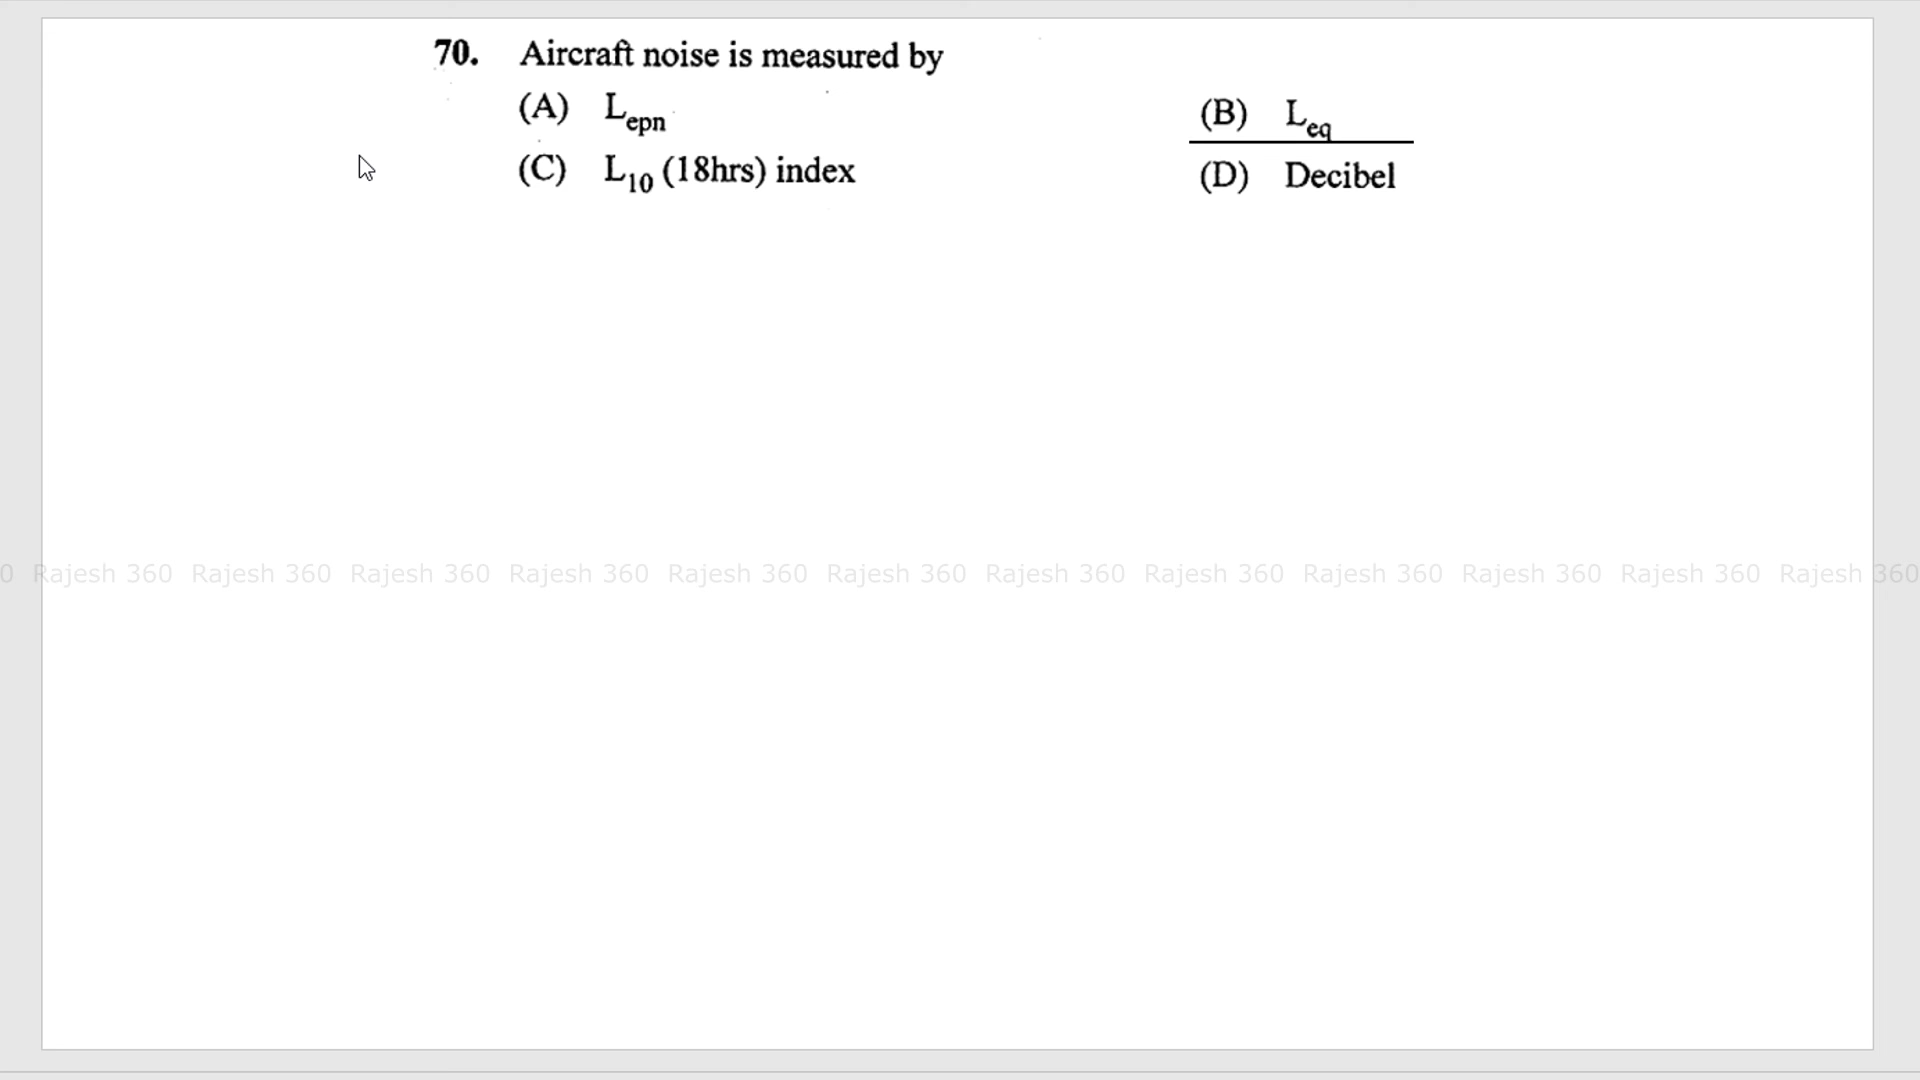 70. Aircraft noise is measured by
(A) Lepn (B) Leq
(C) L10 (18hrs) index (D) Decibel
0 Rajesh 360 Rajesh 360 Rajesh 360 Rajesh 360 Rajesh 360 Rajesh 360 Rajesh 360 Rajesh 360 Rajesh 360 Rajesh 360 Rajesh 360 Rajesh 360